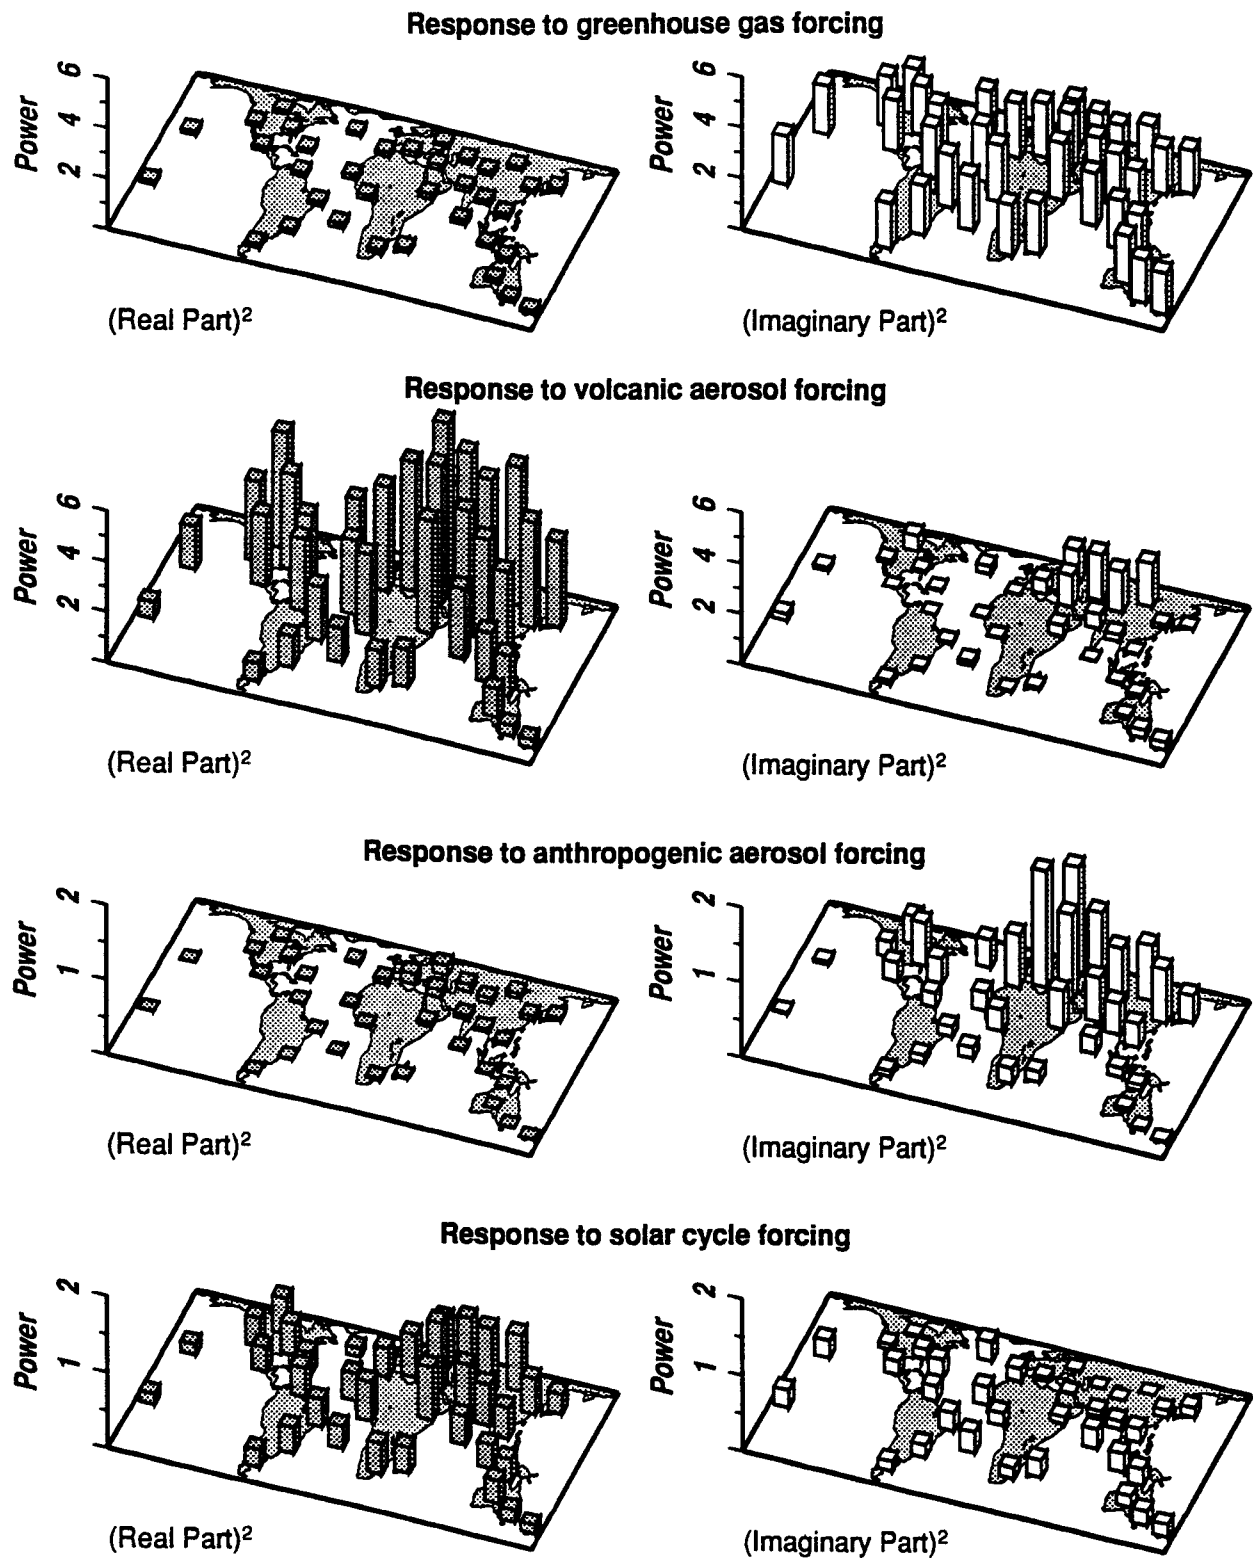 Response to greenhouse gas forcing
6
4
2
Power
(Real Part)2
6
4
2
Power
(Imaginary Part)2
Response to volcanic aerosol forcing
6
4
2
Power
(Real Part)2
6
4
2
Power
(Imaginary Part)2
Response to anthropogenic aerosol forcing
2
1
Power
(Real Part)2
2
1
Power
(Imaginary Part)2
Response to solar cycle forcing
2
1
Power
(Real Part)2
2
1
Power
(Imaginary Part)2